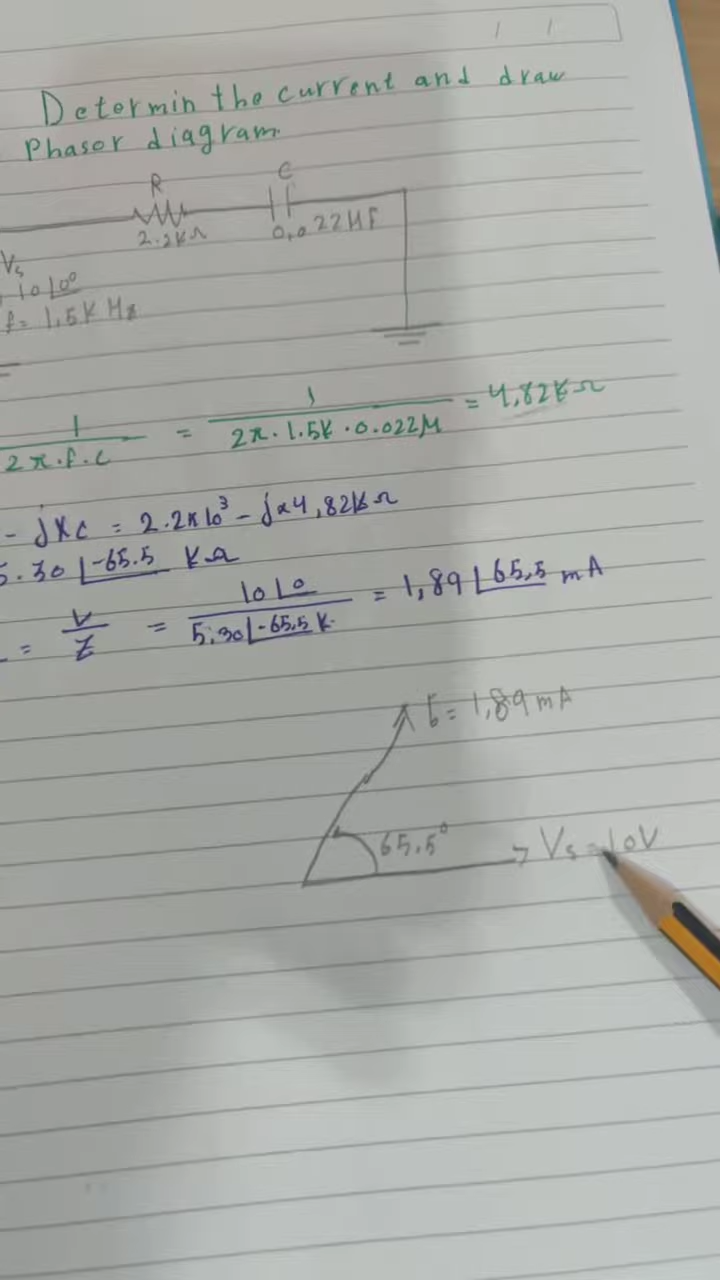 Determin the current and draw
Phasor diagram.
R C
2.2kΩ 0,022μF
Vs
10∠0°
f= 1.5K Hz
1/2π.f.c = 1/2π.1.5K.0.022μ = 4,82kΩ
- jXc = 2.2x10³ - jx4,82kΩ
5.30∠-65.5 KΩ
= V/Z = 10∠0/5.30∠-65.5K = 1,89∠65,5 mA
I = 1,89mA
65.5°
Vs = 10V